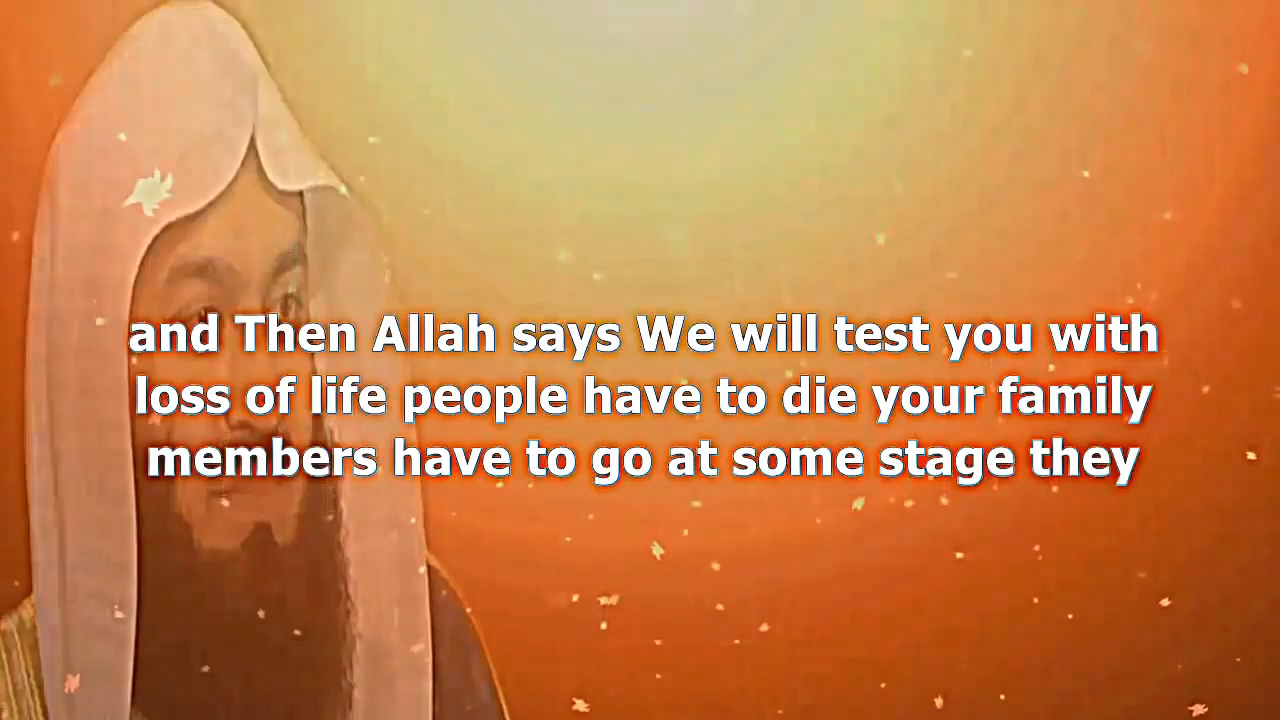 and Then Allah says We will test you with
loss of life people have to die your family
members have to go at some stage they